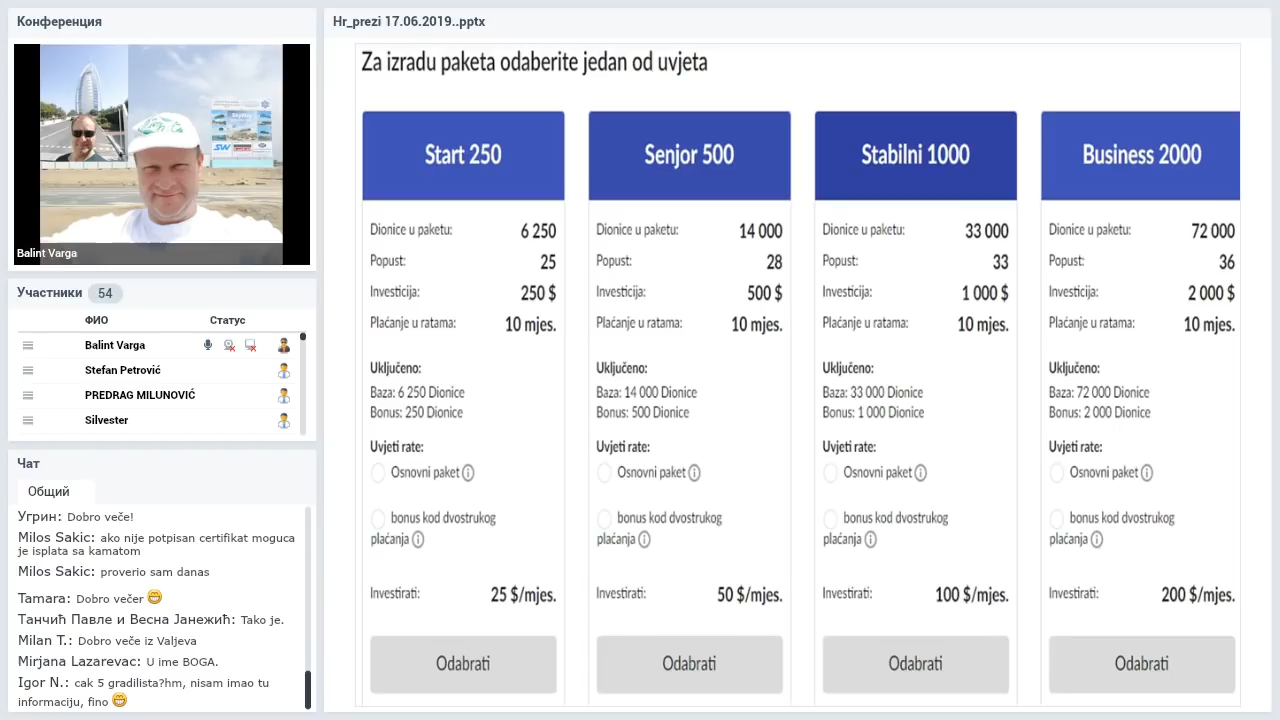 Конференция
Balint Varga
Участники 54
ФИО Статус
Balint Varga
Stefan Petrović
PREDRAG MILUNOVIĆ
Silvester
Чат
Общий
Угрин: Dobro veče!
Milos Sakic: ako nije potpisan certifikat moguca
je isplata sa kamatom
Milos Sakic: proverio sam danas
Tamara: Dobro večer
Танчић Павле и Весна Јанежић: Tako je.
Milan T.: Dobro veče iz Valjeva
Mirjana Lazarevac: U ime BOGA.
Igor N.: cak 5 gradilista?hm, nisam imao tu
informaciju, fino
Hr_prezi 17.06.2019..pptx
Za izradu paketa odaberite jedan od uvjeta
Start 250
Dionice u paketu: 6 250
Popust: 25
Investicija: 250 $
Plaćanje u ratama: 10 mjes.
Uključeno:
Baza: 6 250 Dionice
Bonus: 250 Dionice
Uvjeti rate:
Osnovni paket
bonus kod dvostrukog
plaćanja
Investirati: 25 $/mjes.
Odabrati
Senjor 500
Dionice u paketu: 14 000
Popust: 28
Investicija: 500 $
Plaćanje u ratama: 10 mjes.
Uključeno:
Baza: 14 000 Dionice
Bonus: 500 Dionice
Uvjeti rate:
Osnovni paket
bonus kod dvostrukog
plaćanja
Investirati: 50 $/mjes.
Odabrati
Stabilni 1000
Dionice u paketu: 33 000
Popust: 33
Investicija: 1 000 $
Plaćanje u ratama: 10 mjes.
Uključeno:
Baza: 33 000 Dionice
Bonus: 1 000 Dionice
Uvjeti rate:
Osnovni paket
bonus kod dvostrukog
plaćanja
Investirati: 100 $/mjes.
Odabrati
Business 2000
Dionice u paketu: 72 000
Popust: 36
Investicija: 2 000 $
Plaćanje u ratama: 10 mjes.
Uključeno:
Baza: 72 000 Dionice
Bonus: 2 000 Dionice
Uvjeti rate:
Osnovni paket
bonus kod dvostrukog
plaćanja
Investirati: 200 $/mjes.
Odabrati